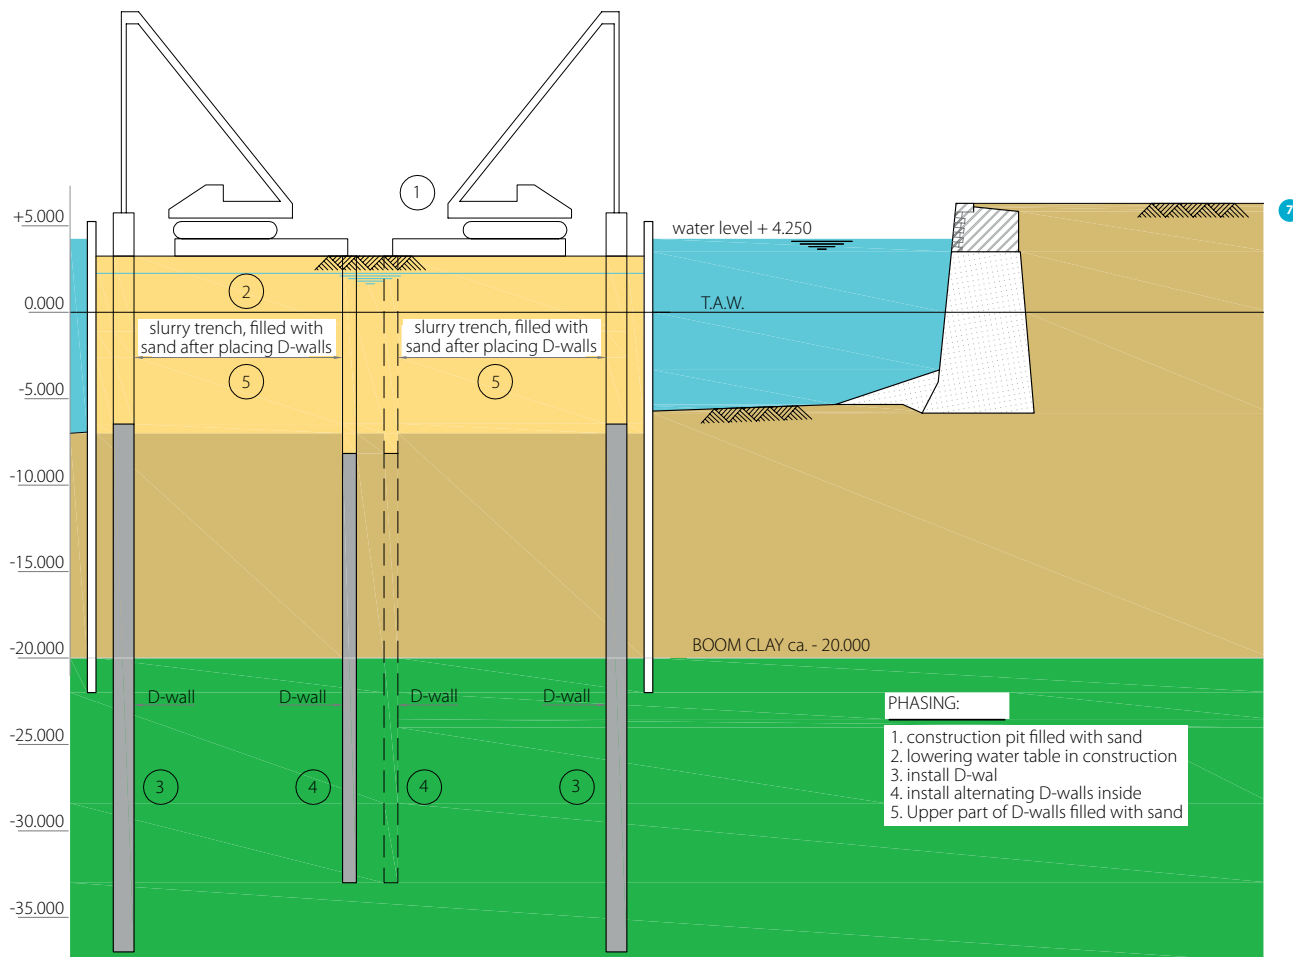 1
+5.000
water level + 4.250
7
2
0.000
T.A.W.
slurry trench, filled with
sand after placing D-walls
slurry trench, filled with
sand after placing D-walls
5
5
-5.000
-10.000
-15.000
-20.000
BOOM CLAY ca. - 20.000
D-wall
D-wall
D-wall
D-wall
PHASING:
1. construction pit filled with sand
2. lowering water table in construction
3. install D-wal
4. install alternating D-walls inside
5. Upper part of D-walls filled with sand
-25.000
3
4
4
3
-30.000
-35.000